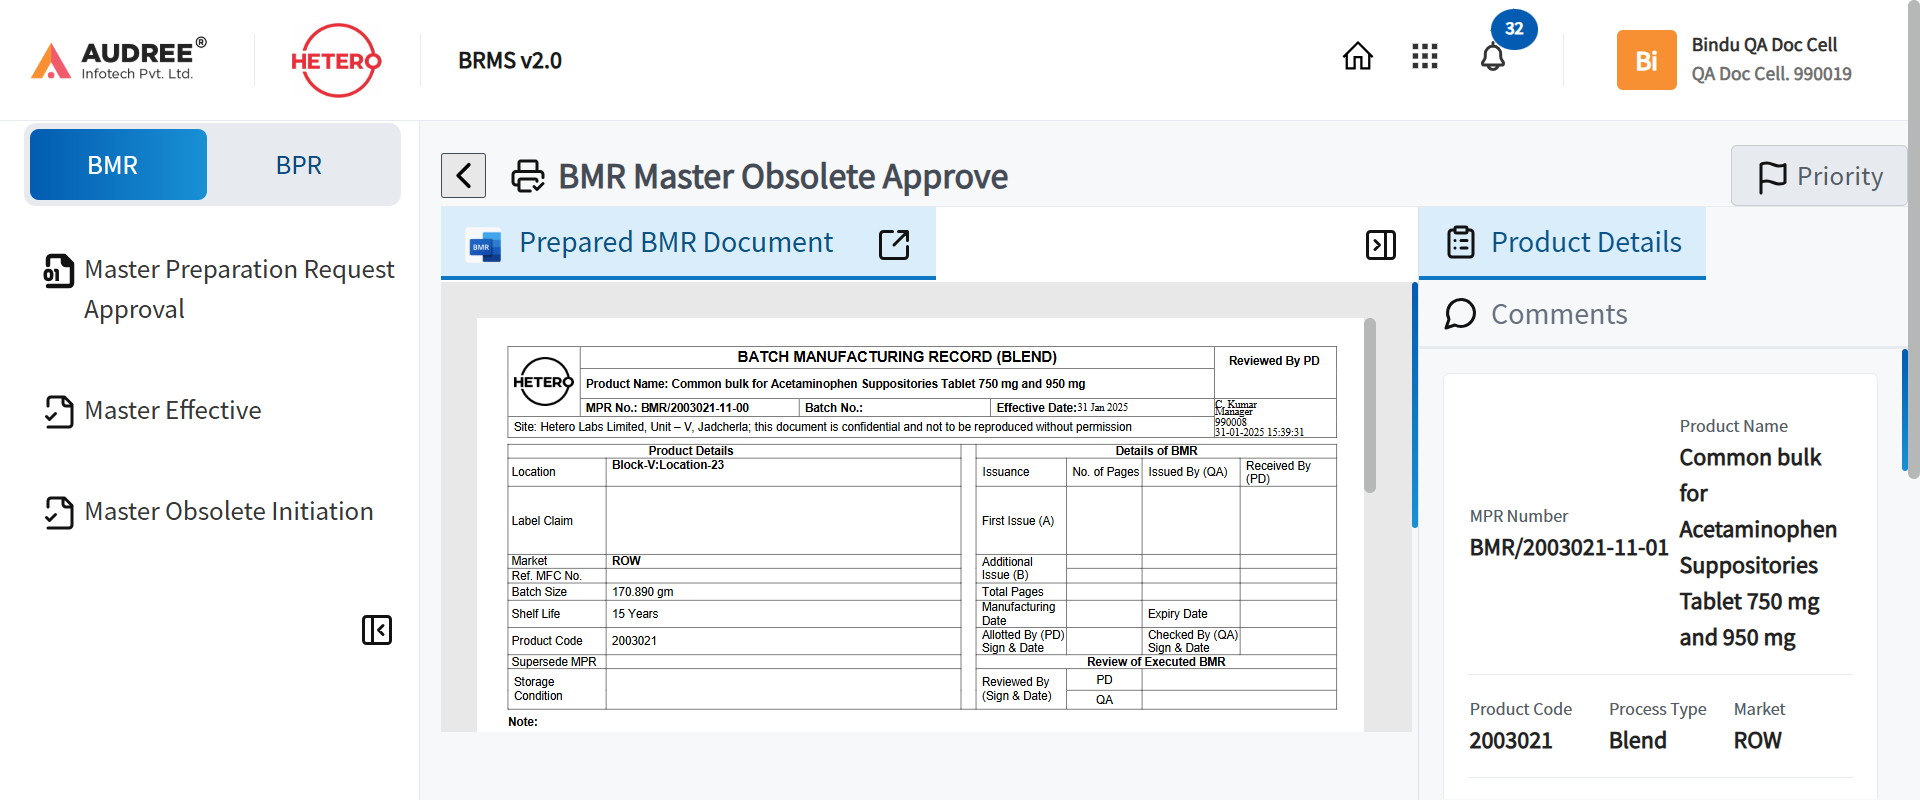 AUDREE®
Infotech Pvt. Ltd.
HETERO
BRMS v2.0
32
Bi
Bindu QA Doc Cell
QA Doc Cell. 990019
BMR
BPR
Master Preparation Request
Approval
Master Effective
Master Obsolete Initiation
BMR Master Obsolete Approve
Priority
BMR
Prepared BMR Document
Product Details
Comments
HETERO
BATCH MANUFACTURING RECORD (BLEND)
Reviewed By PD
Product Name: Common bulk for Acetaminophen Suppositories Tablet 750 mg and 950 mg
MPR No.: BMR/2003021-11-00
Batch No.:
Effective Date:31 Jan 2025
C. Kumar
Manager
990008
31-01-2025 15:39:31
Site: Hetero Labs Limited, Unit – V, Jadcherla; this document is confidential and not to be reproduced without permission
Product Details
Location
Block-V:Location-23
Label Claim
Market
ROW
Ref. MFC No.
Batch Size
170.890 gm
Shelf Life
15 Years
Product Code
2003021
Supersede MPR
Storage
Condition
Note:
Details of BMR
Issuance
No. of Pages
Issued By (QA)
Received By
(PD)
First Issue (A)
Additional
Issue (B)
Total Pages
Manufacturing
Date
Expiry Date
Allotted By (PD)
Sign & Date
Checked By (QA)
Sign & Date
Review of Executed BMR
Reviewed By
(Sign & Date)
PD
QA
MPR Number
BMR/2003021-11-01
Product Name
Common bulk
for
Acetaminophen
Suppositories
Tablet 750 mg
and 950 mg
Product Code
2003021
Process Type
Blend
Market
ROW